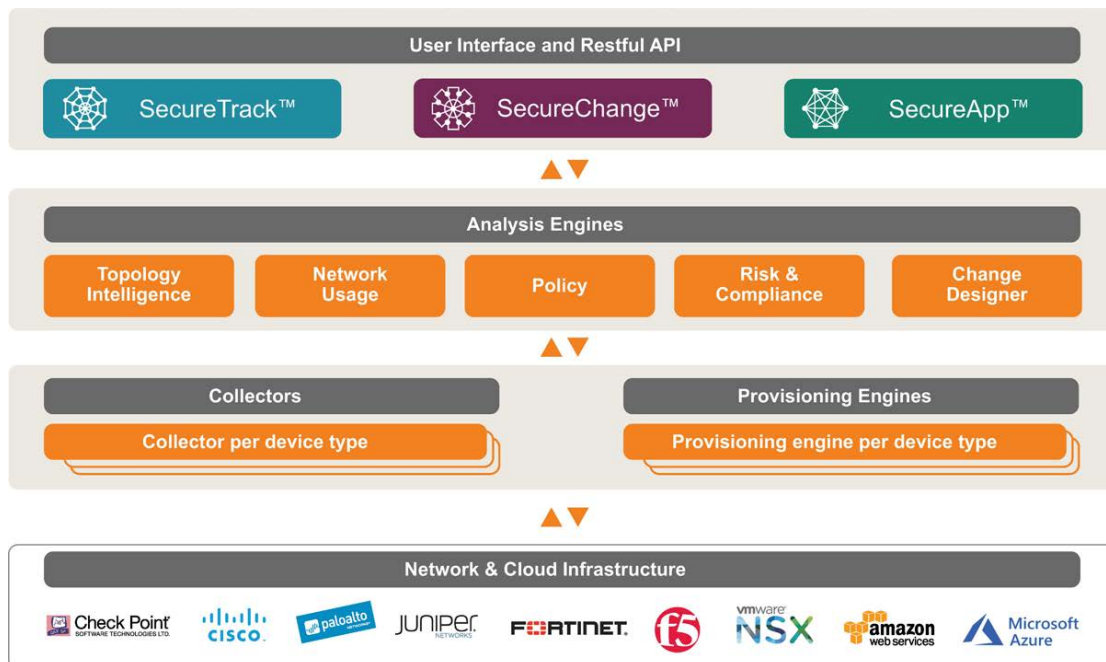 User Interface and Restful API
SecureTrack™
SecureChange™
SecureApp™
Analysis Engines
Topology
Intelligence
Network
Usage
Policy
Risk &
Compliance
Change
Designer
Collectors
Provisioning Engines
Collector per device type
Provisioning engine per device type
Network & Cloud Infrastructure
Check Point
SOFTWARE TECHNOLOGIES LTD.
CISCO
paloalto
NETWORKS
JUNIPER
NETWORKS
FORTINET
f5
vmware
NSX
amazon
web services
Microsoft
Azure